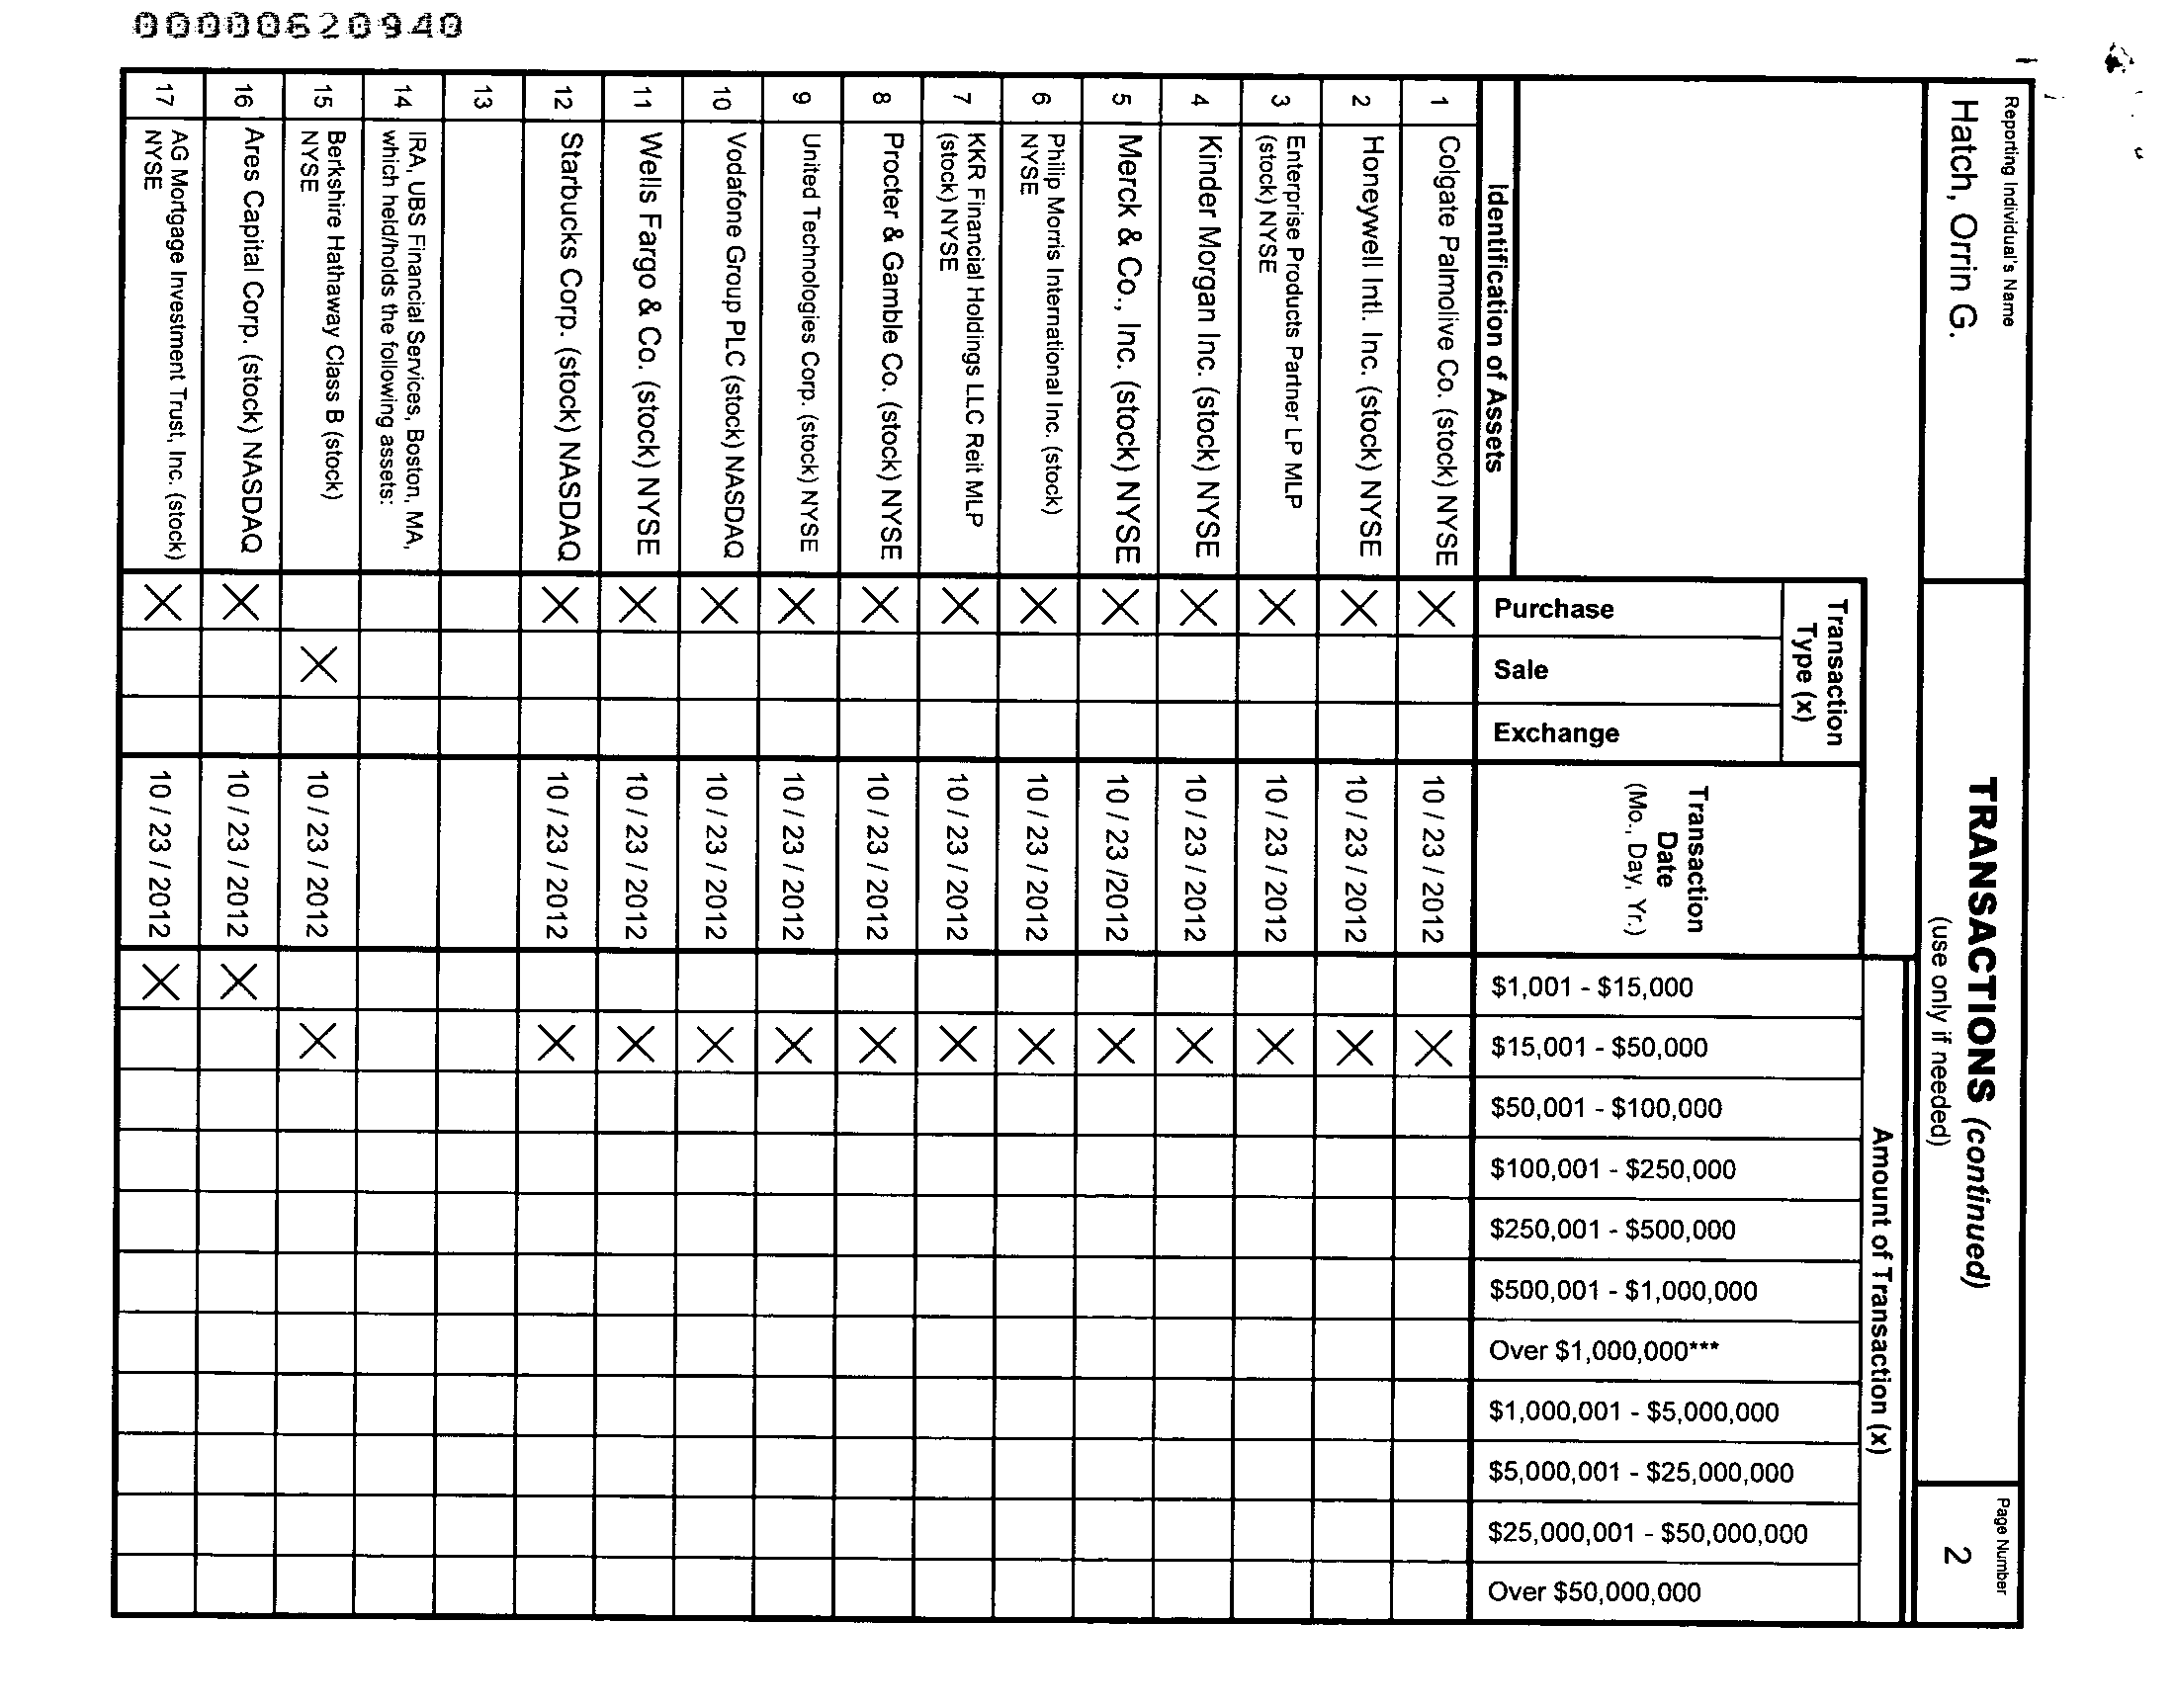 00000620940
Reporting Individual's Name
Hatch, Orrin G.
TRANSACTIONS (continued)
(use only if needed)
Page Number
2
Identification of Assets
Transaction
Type (x)
Purchase
Sale
Exchange
Transaction
Date
(Mo., Day, Yr.)
Amount of Transaction (x)
$1,001 - $15,000
$15,001 - $50,000
$50,001 - $100,000
$100,001 - $250,000
$250,001 - $500,000
$500,001 - $1,000,000
Over $1,000,000***
$1,000,001 - $5,000,000
$5,000,001 - $25,000,000
$25,000,001 - $50,000,000
Over $50,000,000
1 Colgate Palmolive Co. (stock) NYSE X 10 / 23 / 2012 X
2 Honeywell Intl. Inc. (stock) NYSE X 10 / 23 / 2012 X
3 Enterprise Products Partner LP MLP
(stock) NYSE X 10 / 23 / 2012 X
4 Kinder Morgan Inc. (stock) NYSE X 10 / 23 / 2012 X
5 Merck & Co., Inc. (stock) NYSE X 10 / 23 /2012 X
6 Philip Morris International Inc. (stock)
NYSE X 10 / 23 / 2012 X
7 KKR Financial Holdings LLC Reit MLP
(stock) NYSE X 10 / 23 / 2012 X
8 Procter & Gamble Co. (stock) NYSE X 10 / 23 / 2012 X
9 United Technologies Corp. (stock) NYSE X 10 / 23 / 2012 X
10 Vodafone Group PLC (stock) NASDAQ X 10 / 23 / 2012 X
11 Wells Fargo & Co. (stock) NYSE X 10 / 23 / 2012 X
12 Starbucks Corp. (stock) NASDAQ X 10 / 23 / 2012 X
13
14 IRA, UBS Financial Services, Boston, MA,
which held/holds the following assets:
15 Berkshire Hathaway Class B (stock)
NYSE X 10 / 23 / 2012 X
16 Ares Capital Corp. (stock) NASDAQ X 10 / 23 / 2012 X
17 AG Mortgage Investment Trust, Inc. (stock)
NYSE X 10 / 23 / 2012 X